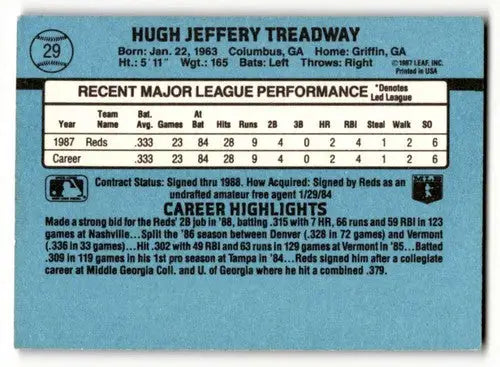 29
HUGH JEFFERY TREADWAY
Born: Jan. 22, 1963 Columbus, GA Home: Griffin, GA
Ht.: 5'11" Wgt.: 165 Bats: Left Throws: Right
©1987 LEAF, INC.
Printed in USA
RECENT MAJOR LEAGUE PERFORMANCE *Denotes
Led League
Year Team Name Bat. Avg. Games At Bat Hits Runs 2B 3B HR RBI Steal Walk SO
1987 Reds .333 23 84 28 9 4 0 2 4 1 2 6
Career .333 23 84 28 9 4 0 2 4 1 2 6
Contract Status: Signed thru 1988. How Acquired: Signed by Reds as an
undrafted amateur free agent 1/29/84
CAREER HIGHLIGHTS
Made a strong bid for the Reds' 2B job in '88, batting .315 with 7 HR, 66 runs and 59 RBI in 123
games at Nashville...Split the '86 season between Denver (.328 in 72 games) and Vermont
(.336 in 33 games)...Hit .302 with 49 RBI and 63 runs in 129 games at Vermont in '85...Batted
.309 in 119 games in his 1st pro season at Tampa in '84...Reds signed him after a collegiate
career at Middle Georgia Coll. and U. of Georgia where he hit a combined .379.